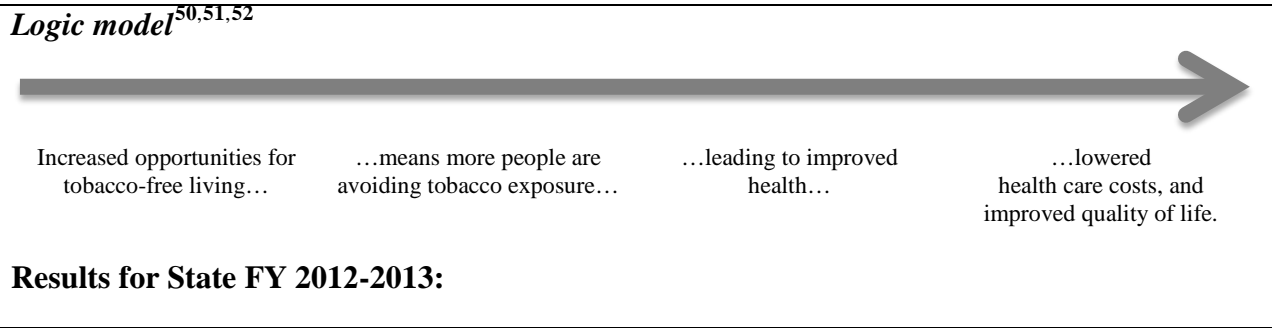 Logic model50,51,52
Increased opportunities for …means more people are …leading to improved …lowered
tobacco-free living… avoiding tobacco exposure… health… health care costs, and
improved quality of life.
Results for State FY 2012-2013: